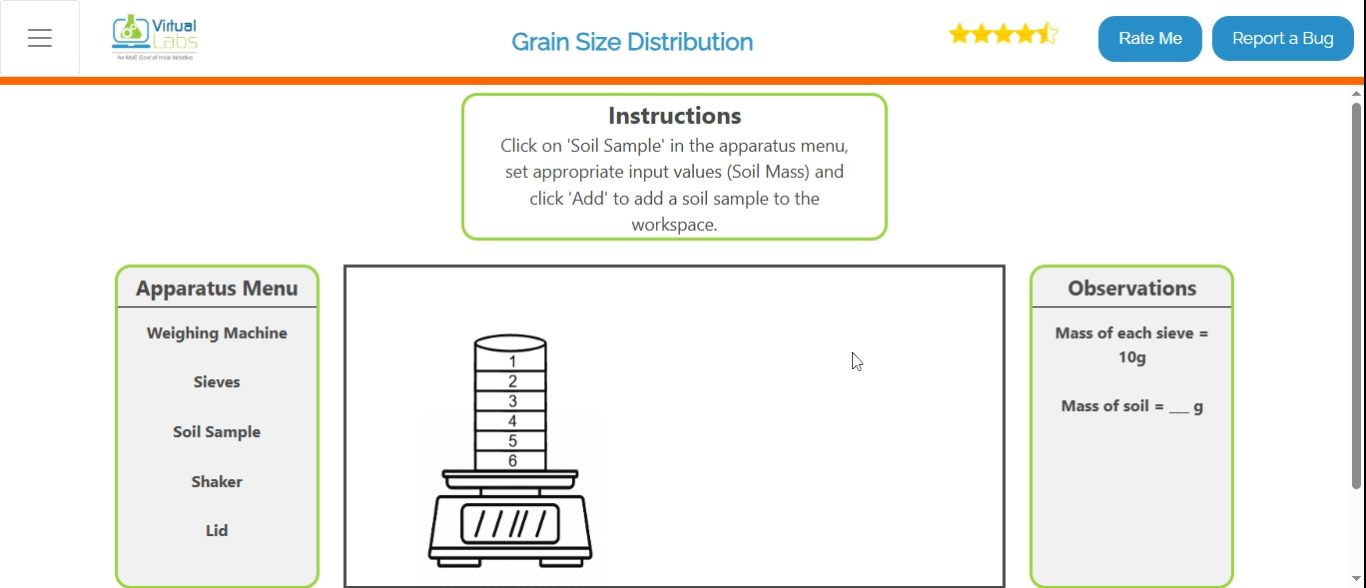 Virtual
Labs
An MoE Govt of India Initiative
Grain Size Distribution
Rate Me
Report a Bug
Instructions
Click on 'Soil Sample' in the apparatus menu,
set appropriate input values (Soil Mass) and
click 'Add' to add a soil sample to the
workspace.
Apparatus Menu
Weighing Machine
Sieves
Soil Sample
Shaker
Lid
1
2
3
4
5
6
Observations
Mass of each sieve =
10g
Mass of soil = ___ g